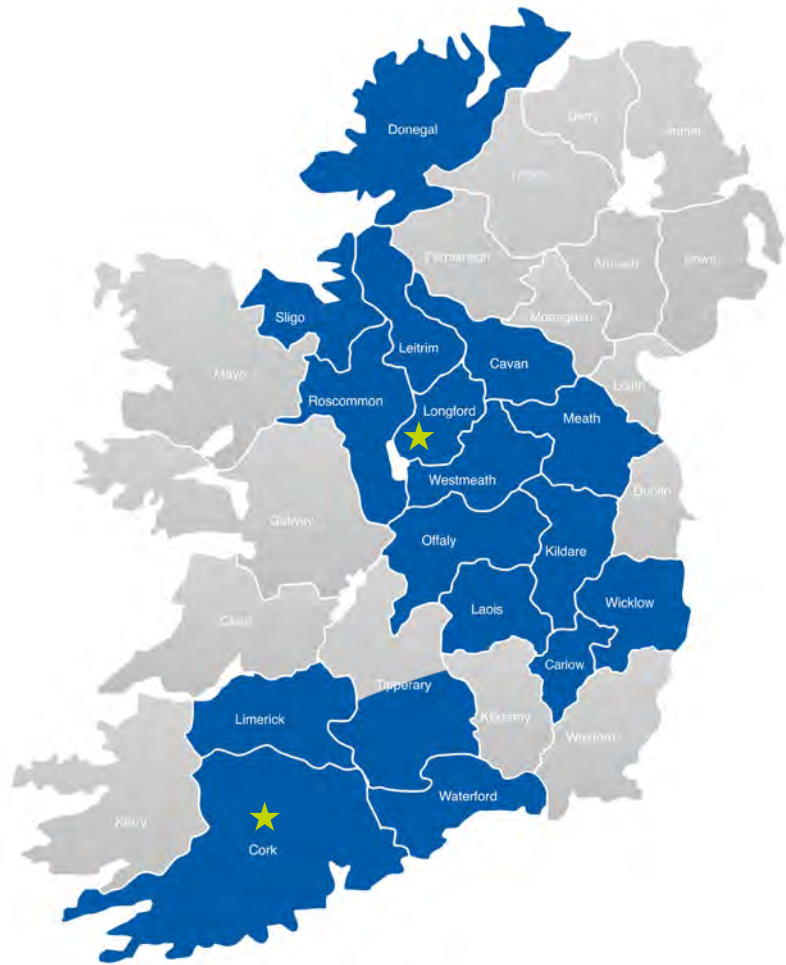 Derry
Antrim
Donegal
Tyrone
Fermanagh
Armagh
Down
Monaghan
Sligo
Leitrim
Cavan
Mayo
Louth
Roscommon
Longford
Meath
Westmeath
Dublin
Galway
Offaly
Kildare
Laois
Wicklow
Clare
Carlow
Tipperary
Limerick
Kilkenny
Wexford
Waterford
Kerry
Cork